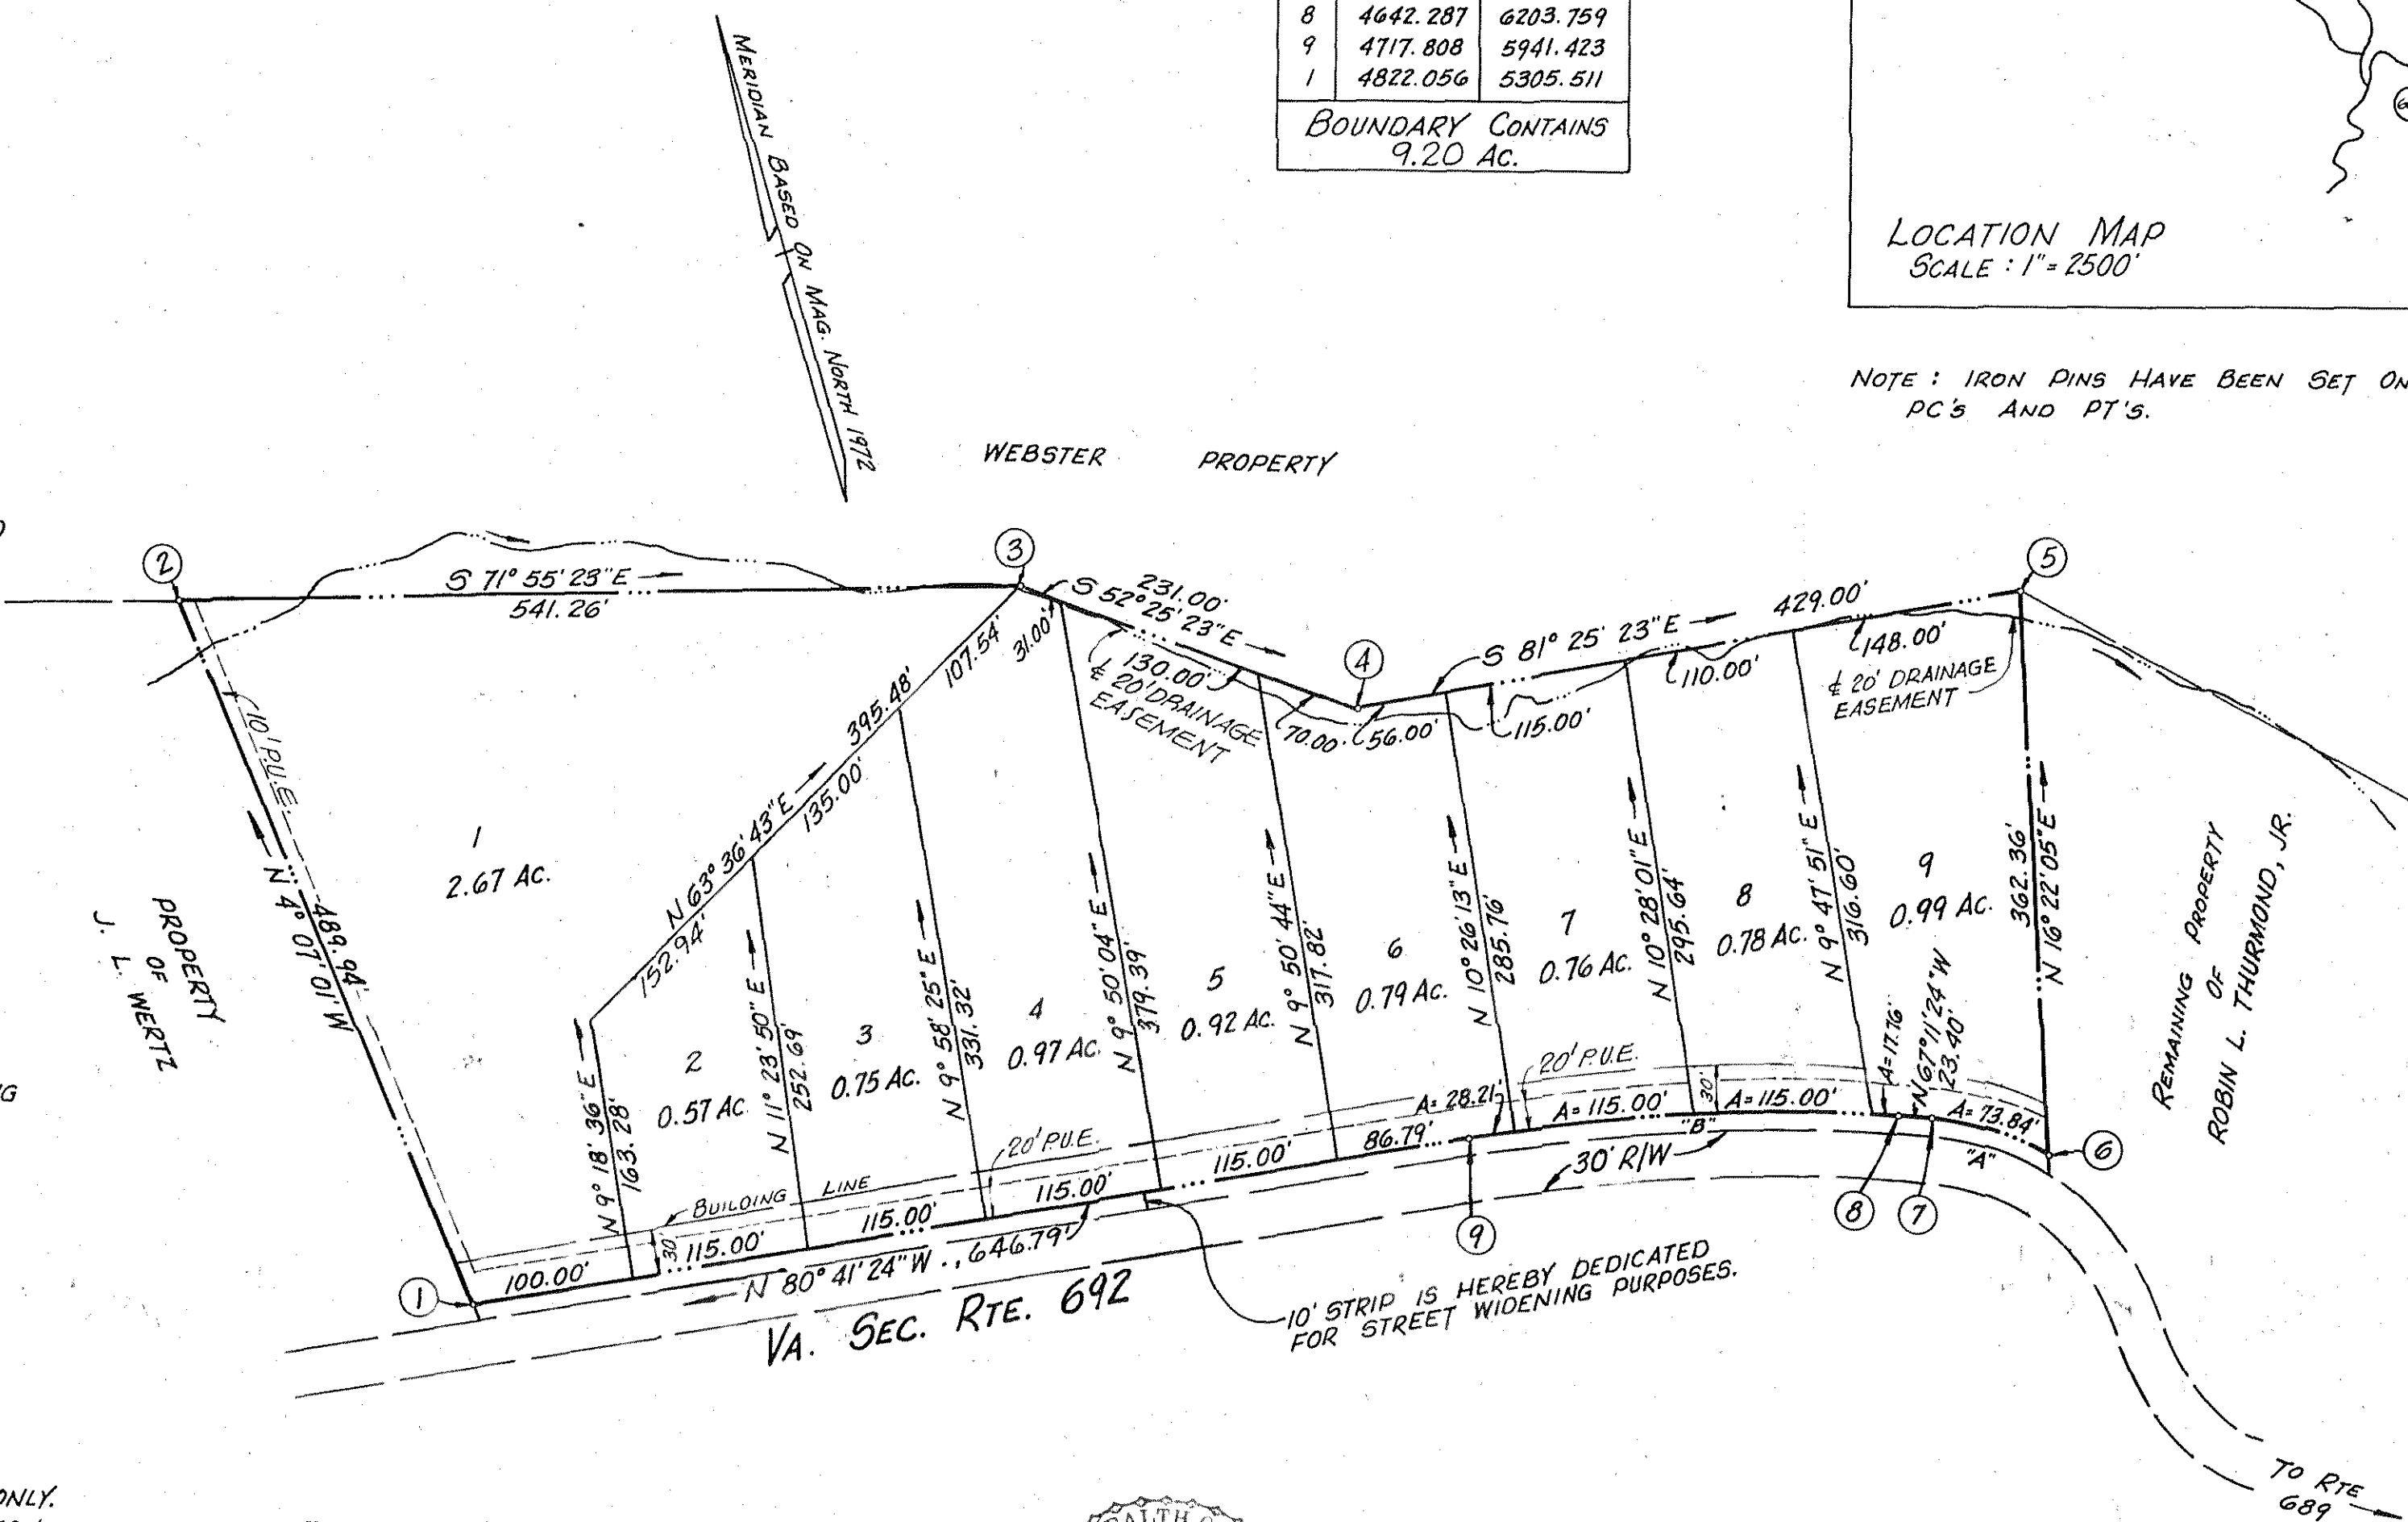 8 4642.287 6203.759
9 4717.808 5941.423
1 4822.056 5305.511
BOUNDARY CONTAINS
9.20 AC.
LOCATION MAP
SCALE : 1"= 2500'
NOTE : IRON PINS HAVE BEEN SET ON
PC'S AND PT'S.
MERIDIAN BASED ON MAG. NORTH 1972
WEBSTER PROPERTY
2
S 71° 55' 23" E
541.26'
3
231.00'
S 52° 25' 23" E
31.00'
130.00'
℄ 20' DRAINAGE
EASEMENT
70.00'
4
56.00'
S 81° 25' 23" E
115.00'
110.00'
429.00'
148.00'
℄ 20' DRAINAGE
EASEMENT
5
10' P.U.E.
489.94'
N 4° 07' 01" W
PROPERTY
OF
J. L. WERTZ
1
2.67 AC.
N 63° 36' 43" E
395.48'
152.94'
135.00'
107.54'
N 9° 18' 36" E
163.28'
2
0.57 AC.
N 11° 23' 50" E
252.69'
3
0.75 AC.
N 9° 58' 25" E
331.32'
4
0.97 AC.
N 9° 50' 04" E
379.39'
5
0.92 AC.
N 9° 50' 44" E
317.82'
6
0.79 AC.
N 10° 26' 13" E
285.76'
7
0.76 AC.
N 10° 28' 01" E
295.64'
8
0.78 AC.
N 9° 47' 51" E
316.60'
9
0.99 AC.
362.36'
N 16° 22' 05" E
REMAINING PROPERTY
OF
ROBIN L. THURMOND, JR.
A=17.76'
N 67° 11' 24" W
23.40'
20' P.U.E.
30'
A= 28.21'
A= 115.00'
A= 115.00'
A= 73.84'
"B"
"A"
6
30' R/W
8
7
9
20' P.U.E.
BUILDING LINE
30'
100.00'
115.00'
115.00'
115.00'
115.00'
86.79'
1
N 80° 41' 24" W ., 646.79'
VA. SEC. RTE. 692
10' STRIP IS HEREBY DEDICATED
FOR STREET WIDENING PURPOSES.
TO RTE
689
ONLY.